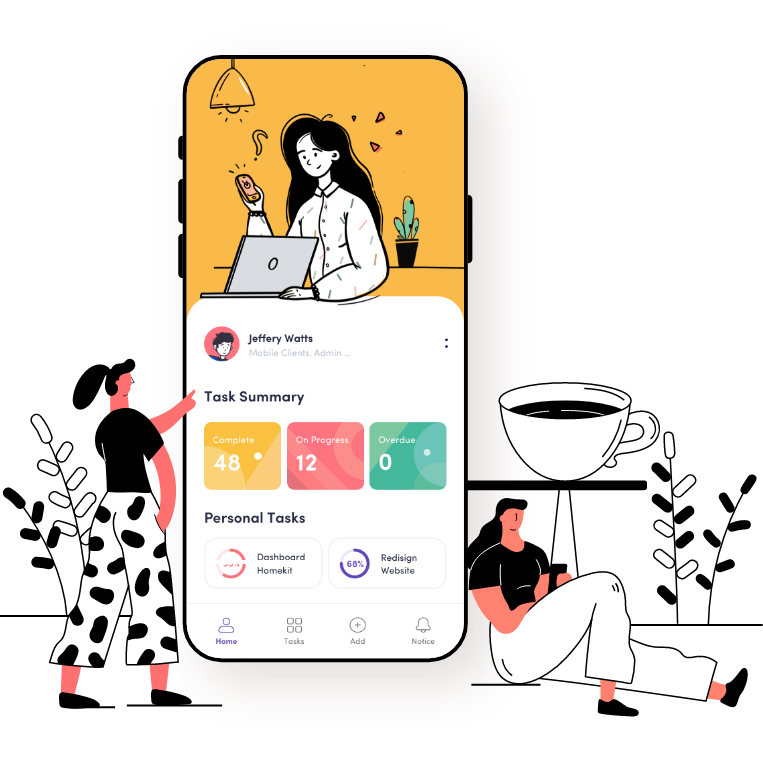 Jeffery Watts
Mobile Clients, Admin ...
Task Summary
Complete
48
On Progress
12
Overdue
0
Personal Tasks
Dashboard
Homekit
68%
Redisign
Website
Home
Tasks
Add
Notice